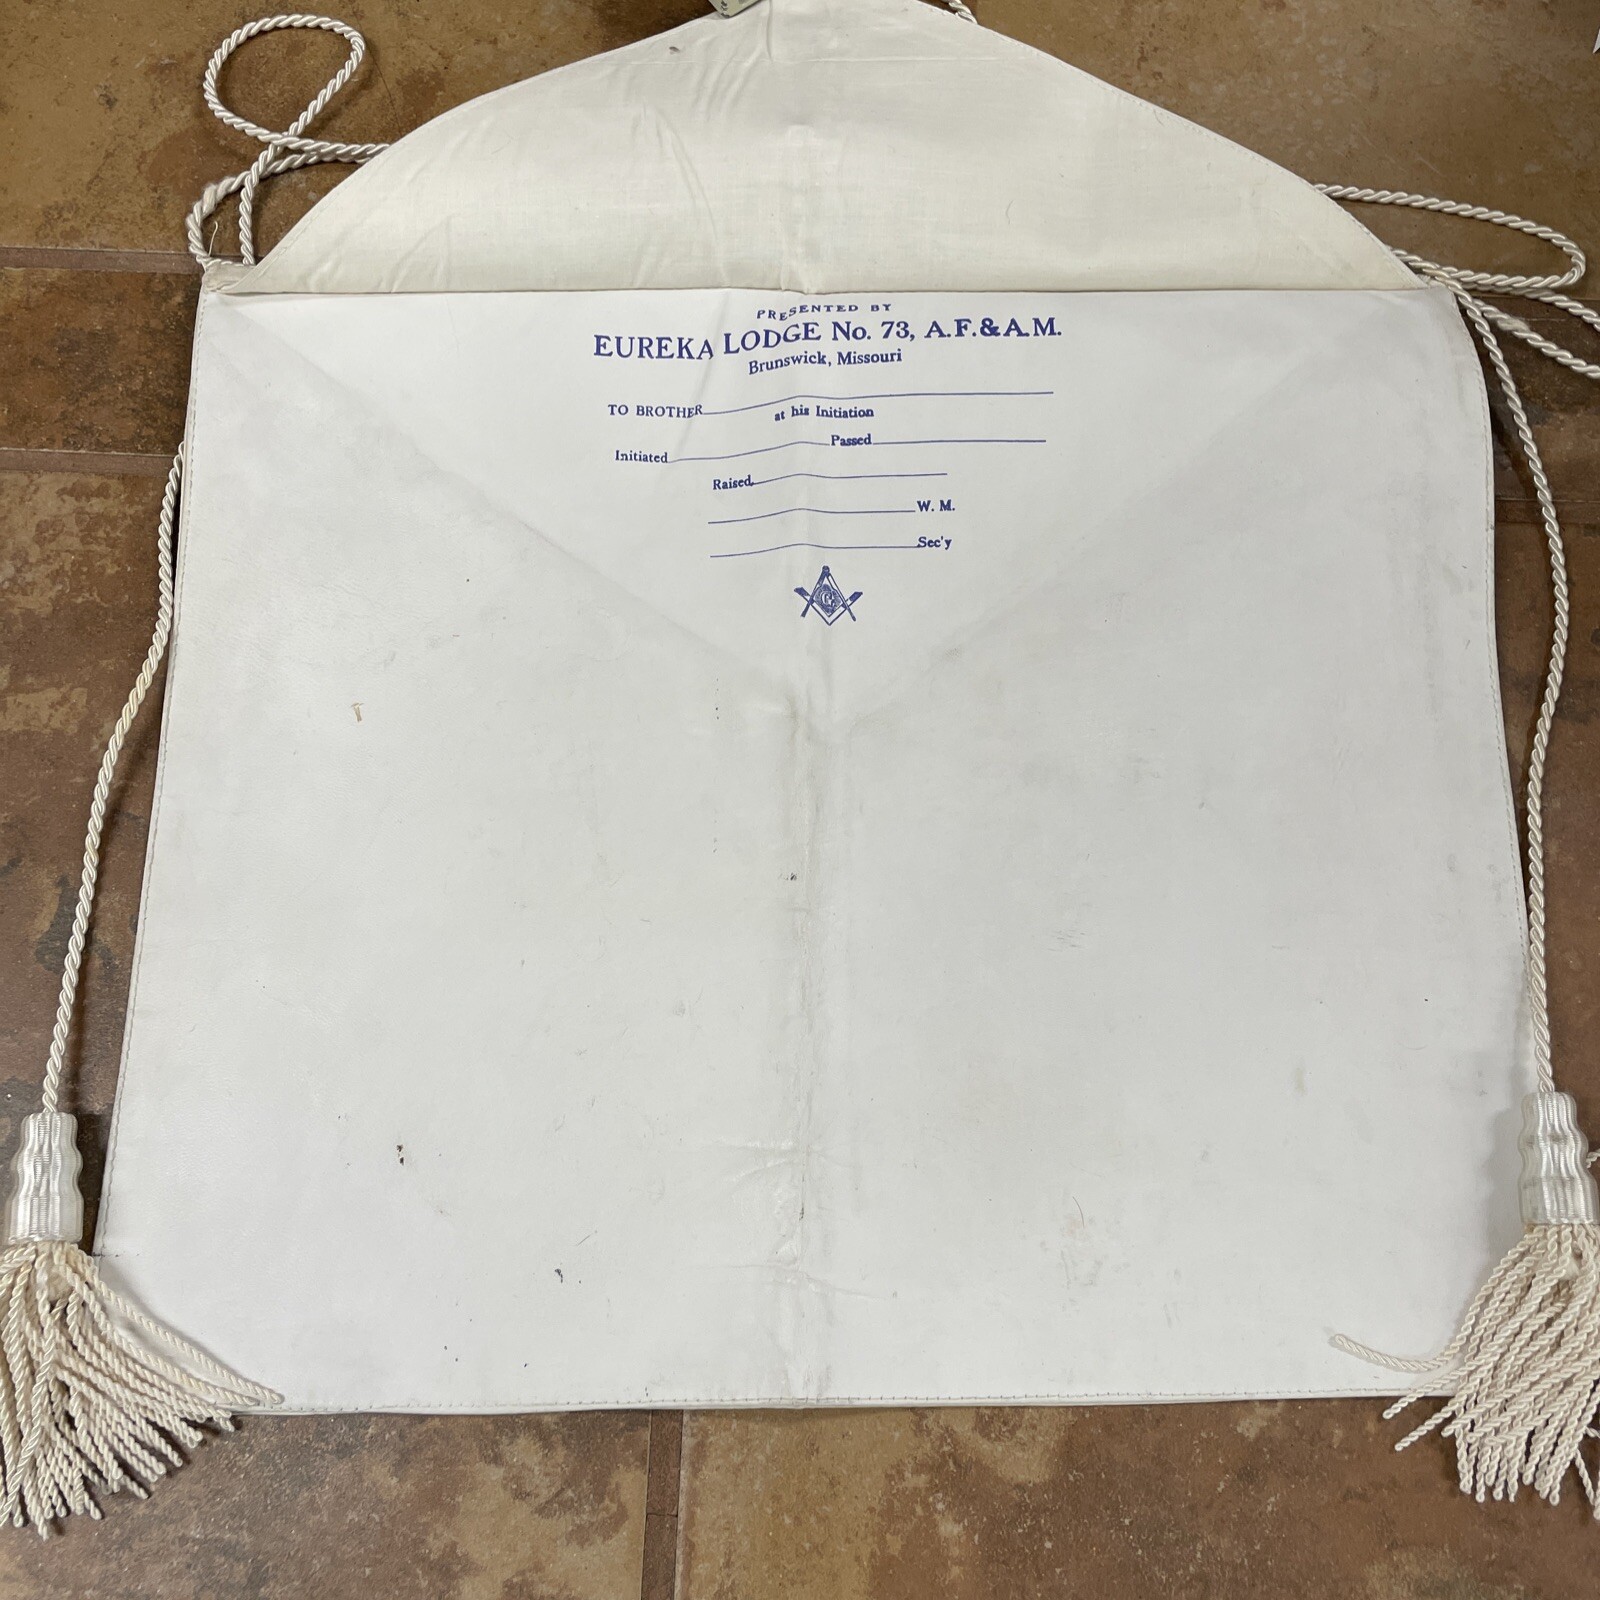 PRESENTED BY
EUREKA LODGE No. 73, A.F.&A.M.
Brunswick, Missouri
TO BROTHER
at his Initiation
Initiated Passed
Raised
W. M.
Sec'y
G